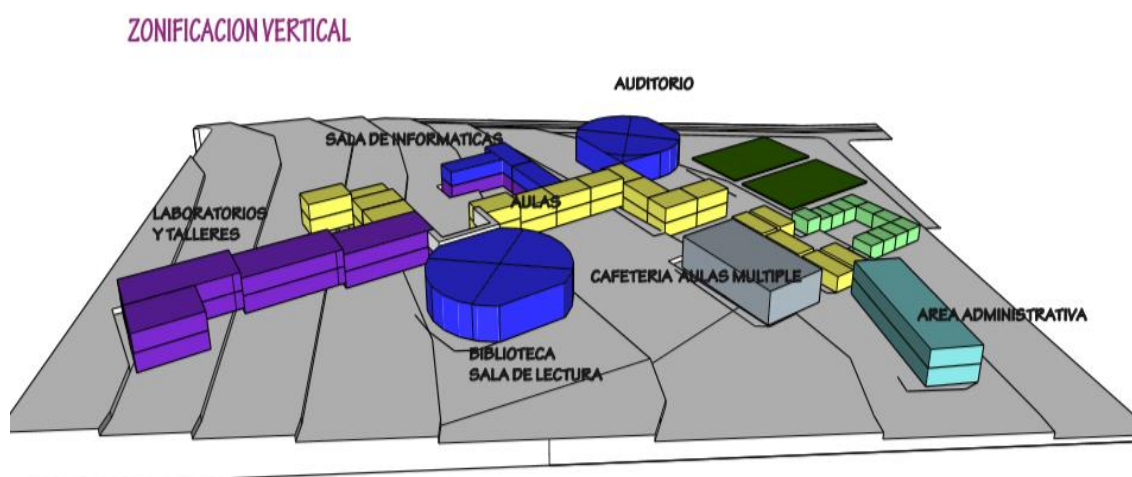 ZONIFICACION VERTICAL
AUDITORIO
SALA DE INFORMATICAS
AULAS
LABORATORIOS
Y TALLERES
CAFETERIA AULAS MULTIPLE
AREA ADMINISTRATIVA
BIBLIOTECA
SALA DE LECTURA